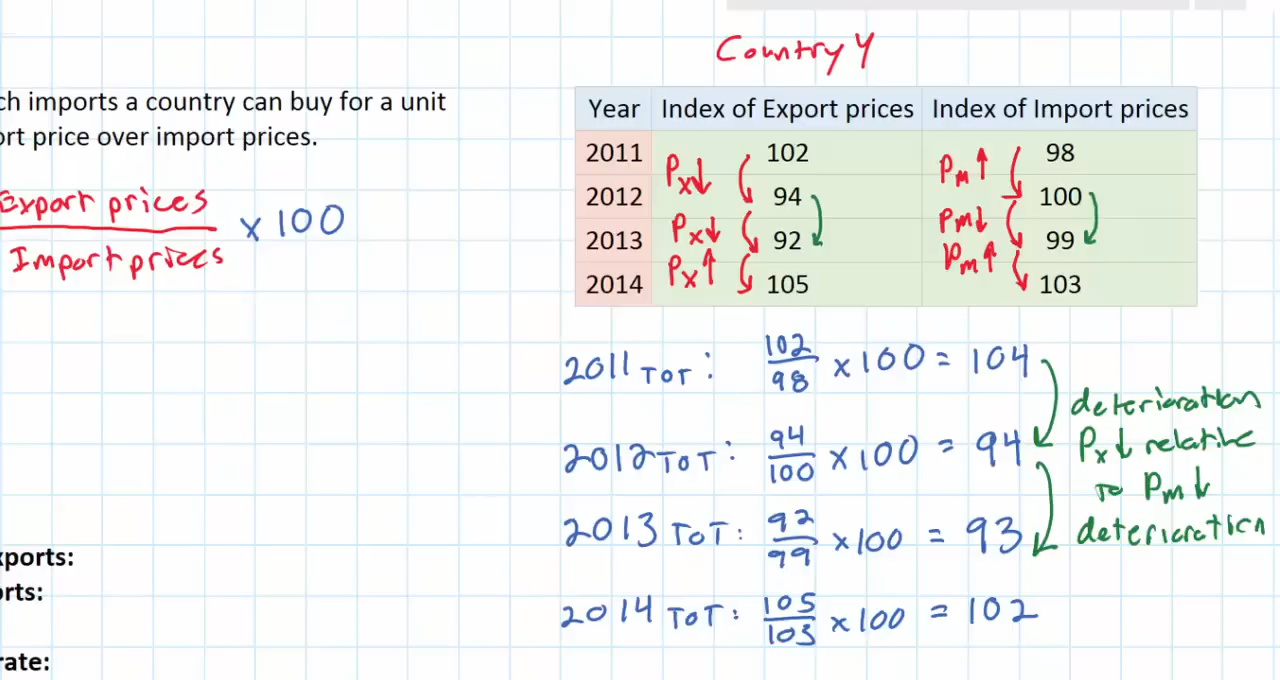 Country Y
ch imports a country can buy for a unit
ort price over import prices.
Export prices
Import prices
x 100
Year Index of Export prices Index of Import prices
2011 102 98
Px↓ Pm↑
2012 94 100
Px↓ Pm↓
2013 92 99
Px↑ Pm↑
2014 105 103
2011 TOT: 102/98 x 100 = 104
deterioration
2012 TOT: 94/100 x 100 = 94
Px↓ relative
to Pm↓
2013 TOT: 92/99 x 100 = 93
deterioration
2014 TOT: 105/103 x 100 = 102
xports:
rts:
rate: